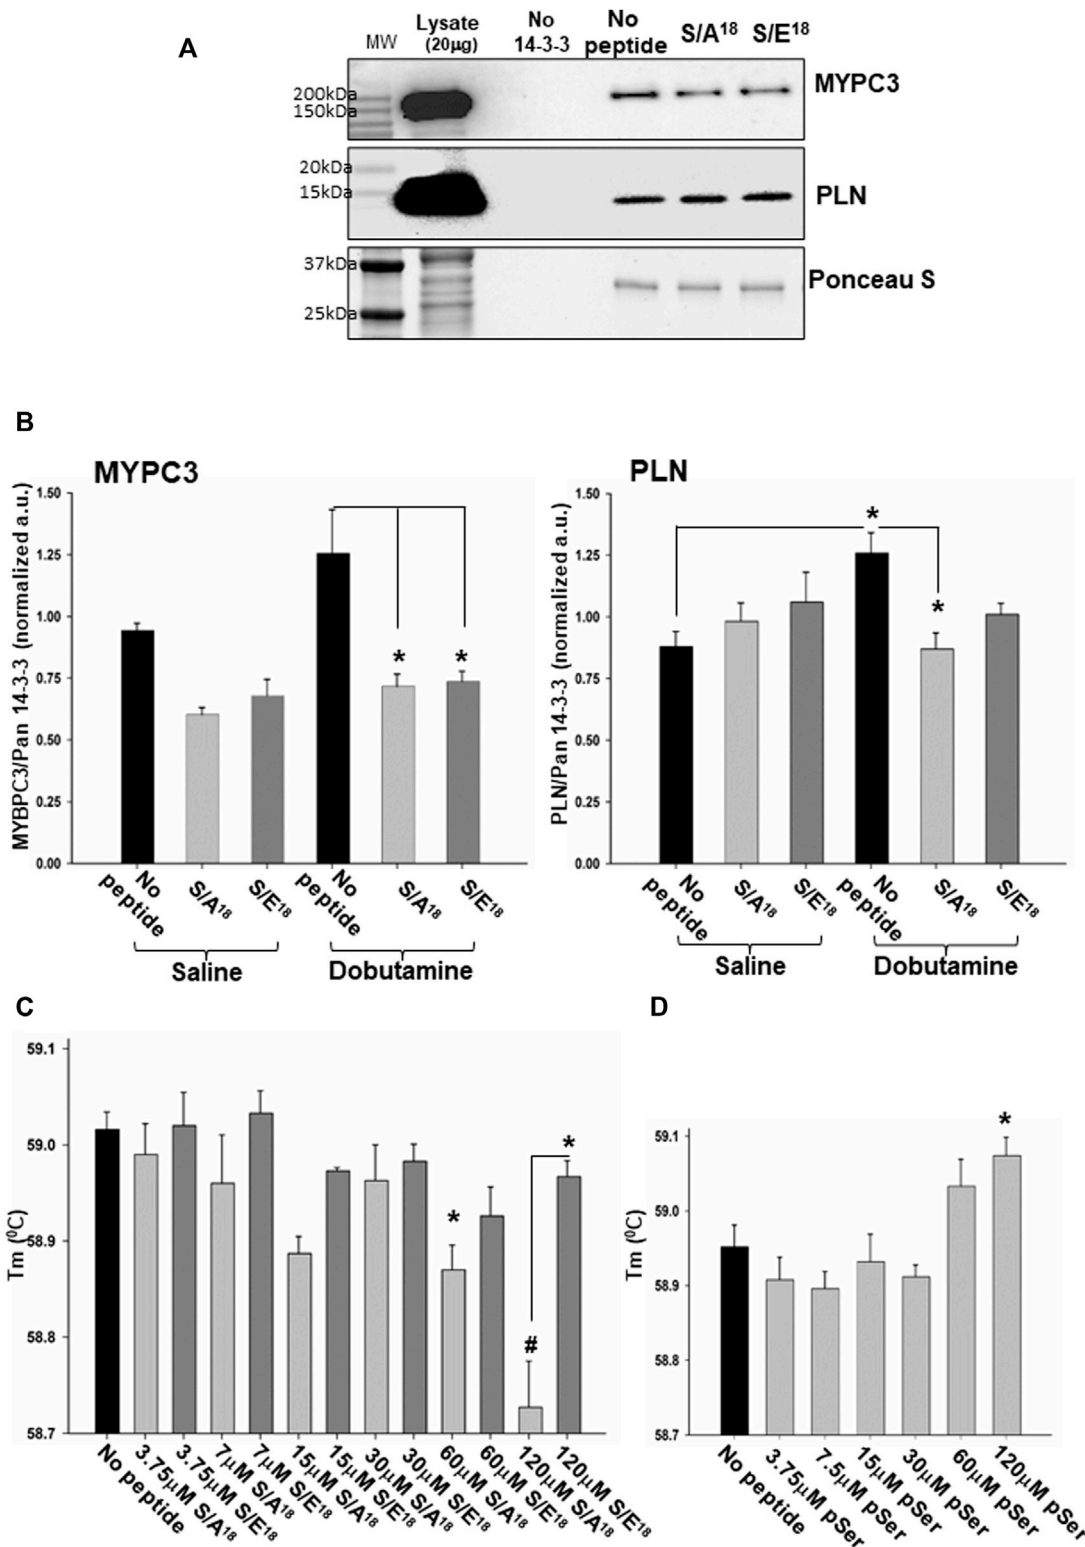 A
MW
Lysate
(20μg)
No
14-3-3
No
peptide
S/A18
S/E18
200kDa
150kDa
MYPC3
20kDa
15kDa
PLN
37kDa
25kDa
Ponceau S
B
MYPC3
MYBPC3/Pan 14-3-3 (normalized a.u.)
1.50
1.25
1.00
0.75
0.50
0.25
0.00
* *
No
peptide
S/A18
S/E18
No
peptide
S/A18
S/E18
Saline
Dobutamine
PLN
PLN/Pan 14-3-3 (normalized a.u.)
1.50
1.25
1.00
0.75
0.50
0.25
0.00
*
*
No
peptide
S/A18
S/E18
No
peptide
S/A18
S/E18
Saline
Dobutamine
C
Tm (0C)
59.1
59.0
58.9
58.8
58.7
*
#
*
No peptide
3.75μM S/A18
3.75μM S/E18
7μM S/A18
7μM S/E18
15μM S/A18
15μM S/E18
30μM S/A18
30μM S/E18
60μM S/A18
60μM S/E18
120μM S/A18
120μM S/E18
D
Tm (0C)
59.1
59.0
58.9
58.8
58.7
*
No peptide
3.75μM pSer
7.5μM pSer
15μM pSer
30μM pSer
60μM pSer
120μM pSer